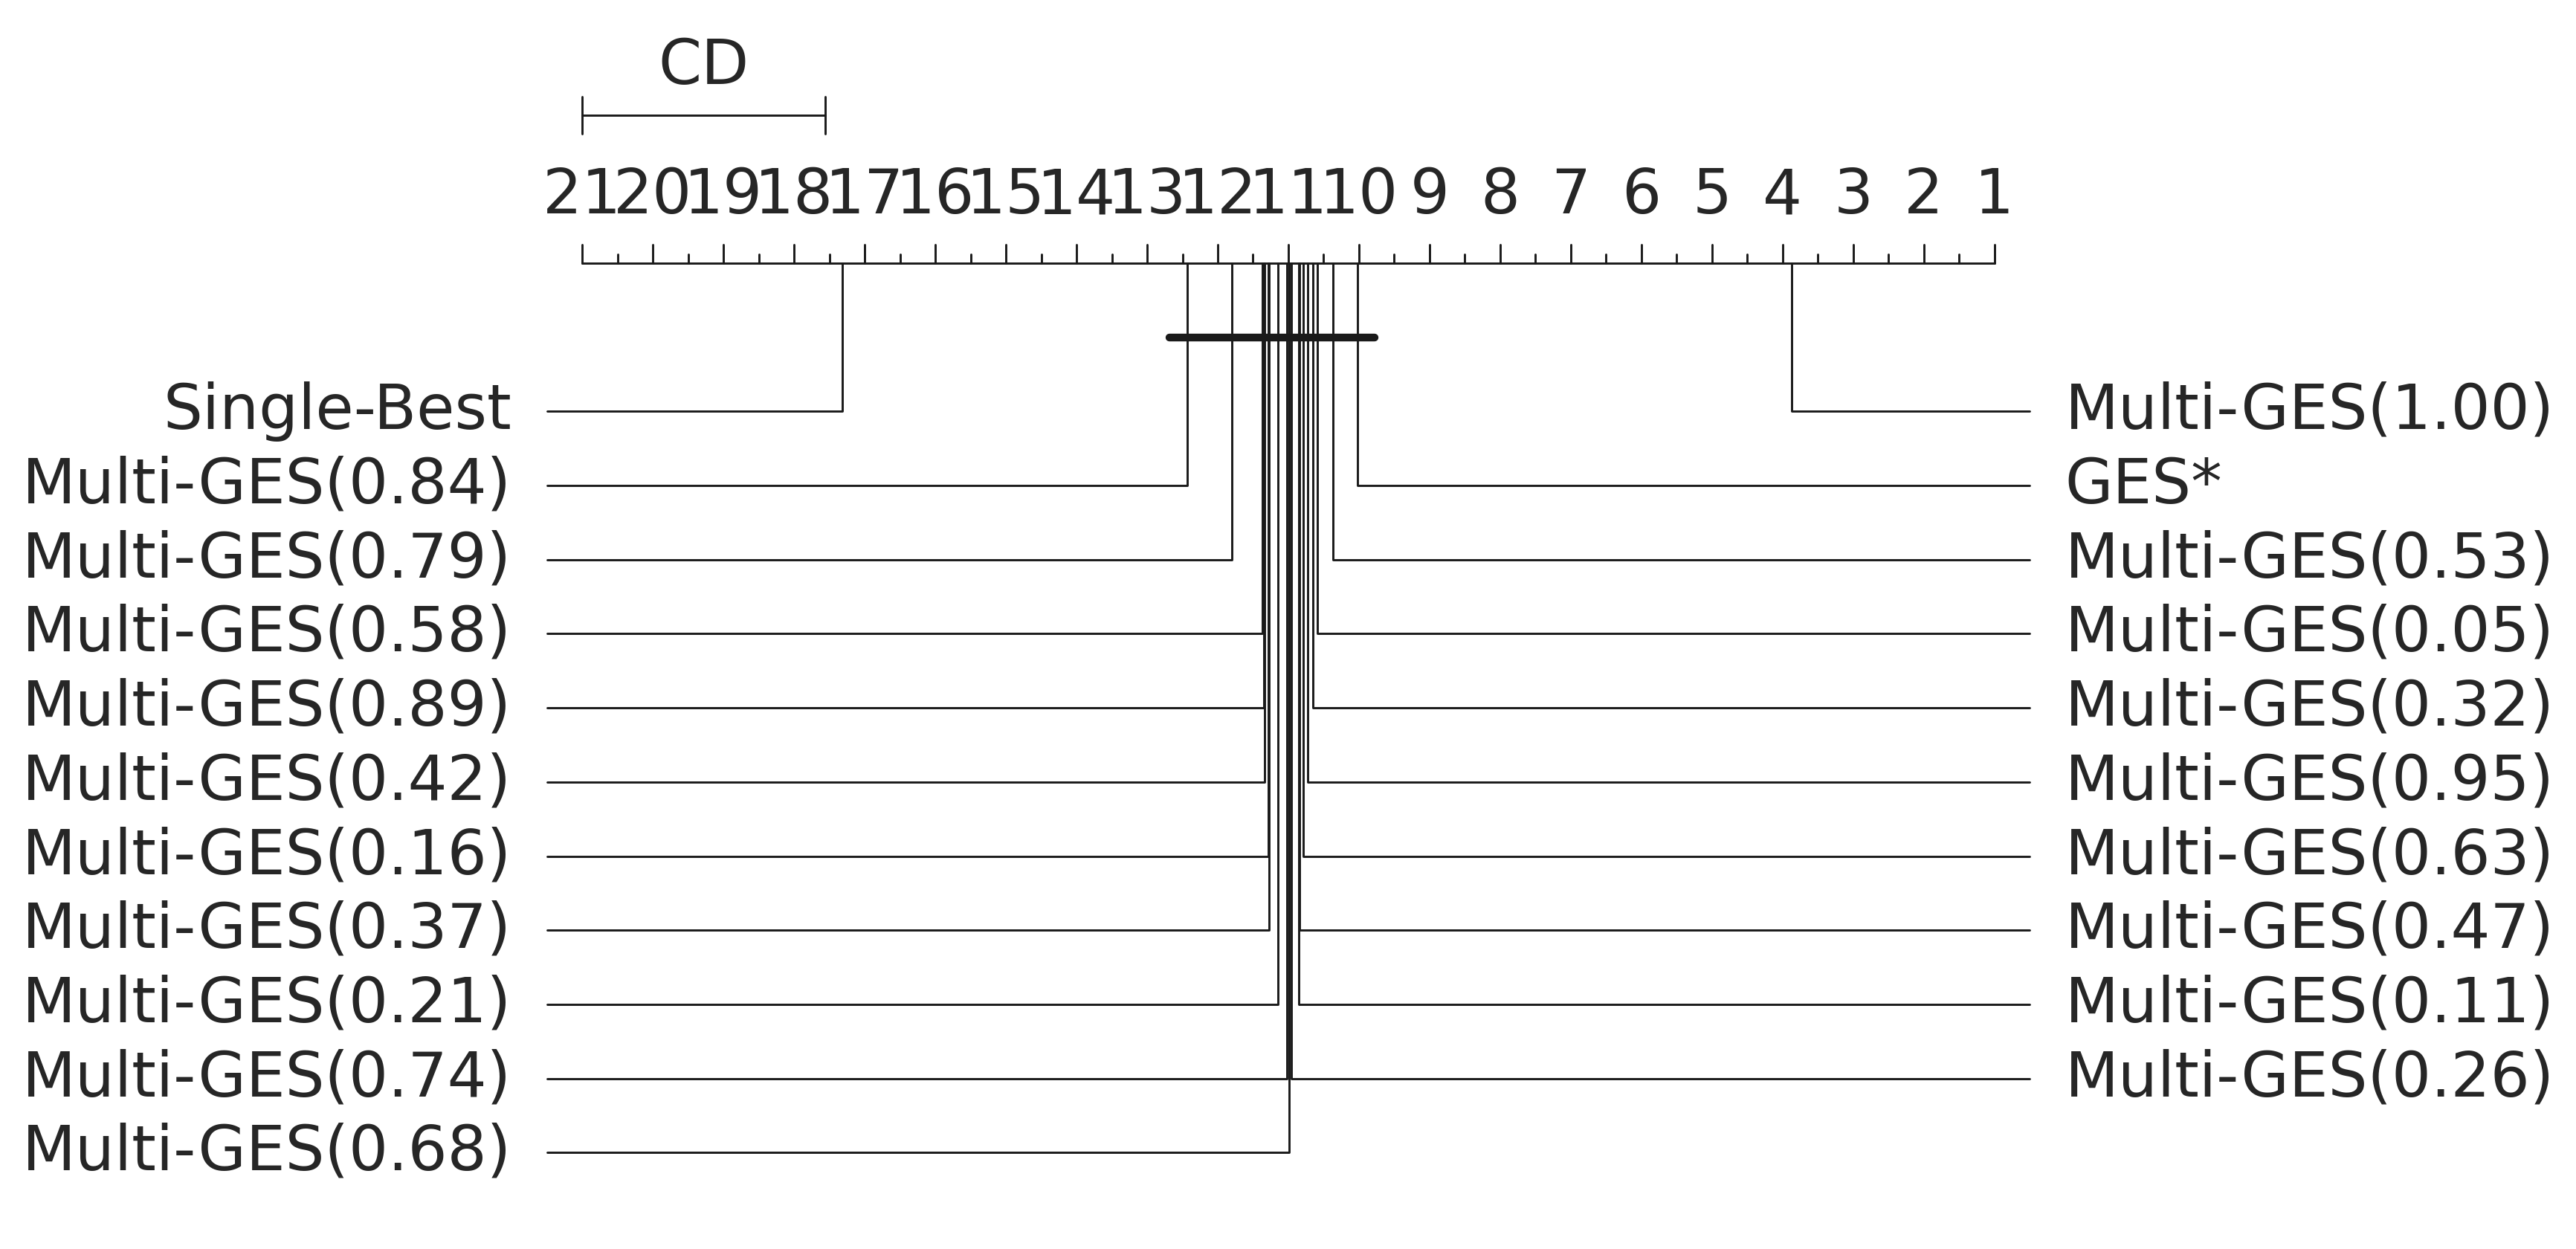 CD
21 20 19 18 17 16 15 14 13 12 11 10 9 8 7 6 5 4 3 2 1
Single-Best
Multi-GES(0.84)
Multi-GES(0.79)
Multi-GES(0.58)
Multi-GES(0.89)
Multi-GES(0.42)
Multi-GES(0.16)
Multi-GES(0.37)
Multi-GES(0.21)
Multi-GES(0.74)
Multi-GES(0.68)
Multi-GES(1.00)
GES*
Multi-GES(0.53)
Multi-GES(0.05)
Multi-GES(0.32)
Multi-GES(0.95)
Multi-GES(0.63)
Multi-GES(0.47)
Multi-GES(0.11)
Multi-GES(0.26)